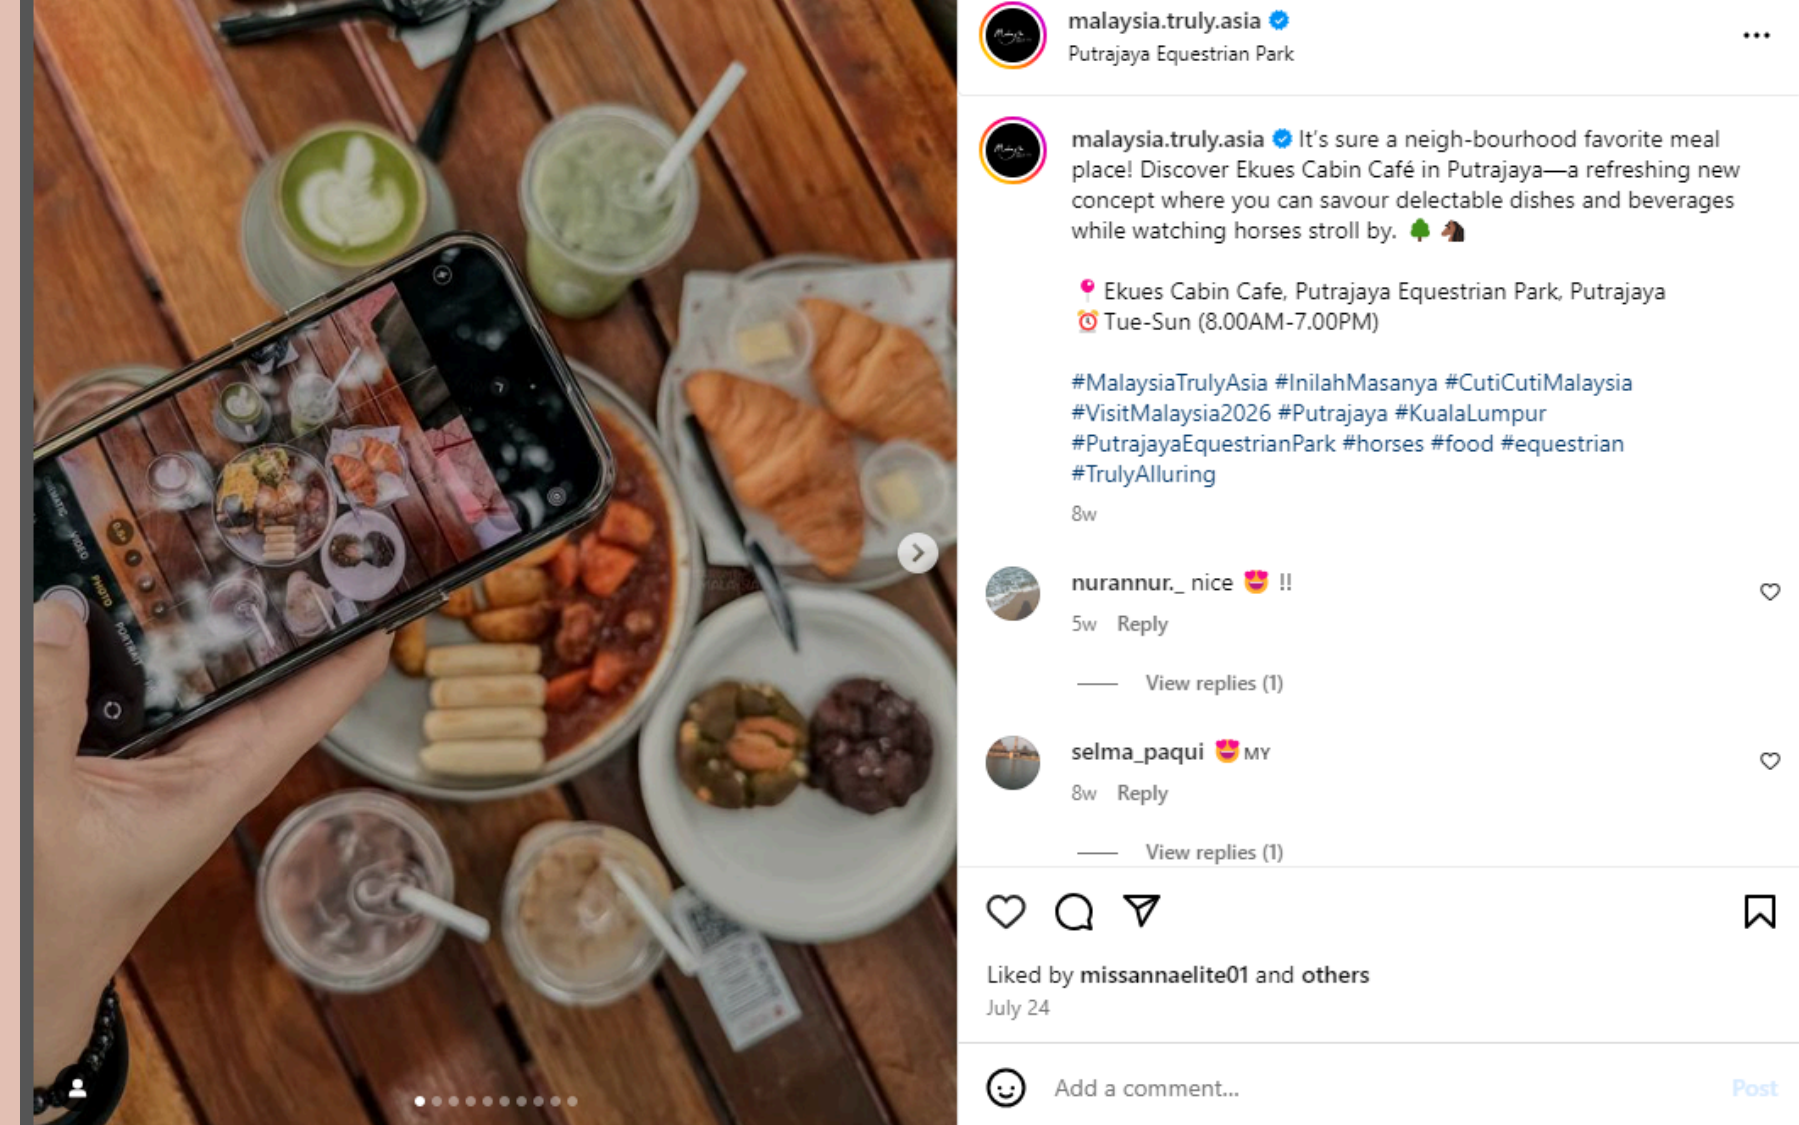 malaysia.truly.asia
Putrajaya Equestrian Park
malaysia.truly.asia It's sure a neigh-bourhood favorite meal
place! Discover Ekues Cabin Café in Putrajaya—a refreshing new
concept where you can savour delectable dishes and beverages
while watching horses stroll by. 🌳 🐴
📍 Ekues Cabin Cafe, Putrajaya Equestrian Park, Putrajaya
⏰ Tue-Sun (8.00AM-7.00PM)
#MalaysiaTrulyAsia #InilahMasanya #CutiCutiMalaysia
#VisitMalaysia2026 #Putrajaya #KualaLumpur
#PutrajayaEquestrianPark #horses #food #equestrian
#TrulyAlluring
8w
nurannur._ nice 😍 !!
5w Reply
View replies (1)
selma_paqui 😍 MY
8w Reply
View replies (1)
Liked by missannaelite01 and others
July 24
Add a comment...
Post
VIDEO
PHOTO
PORTRAIT